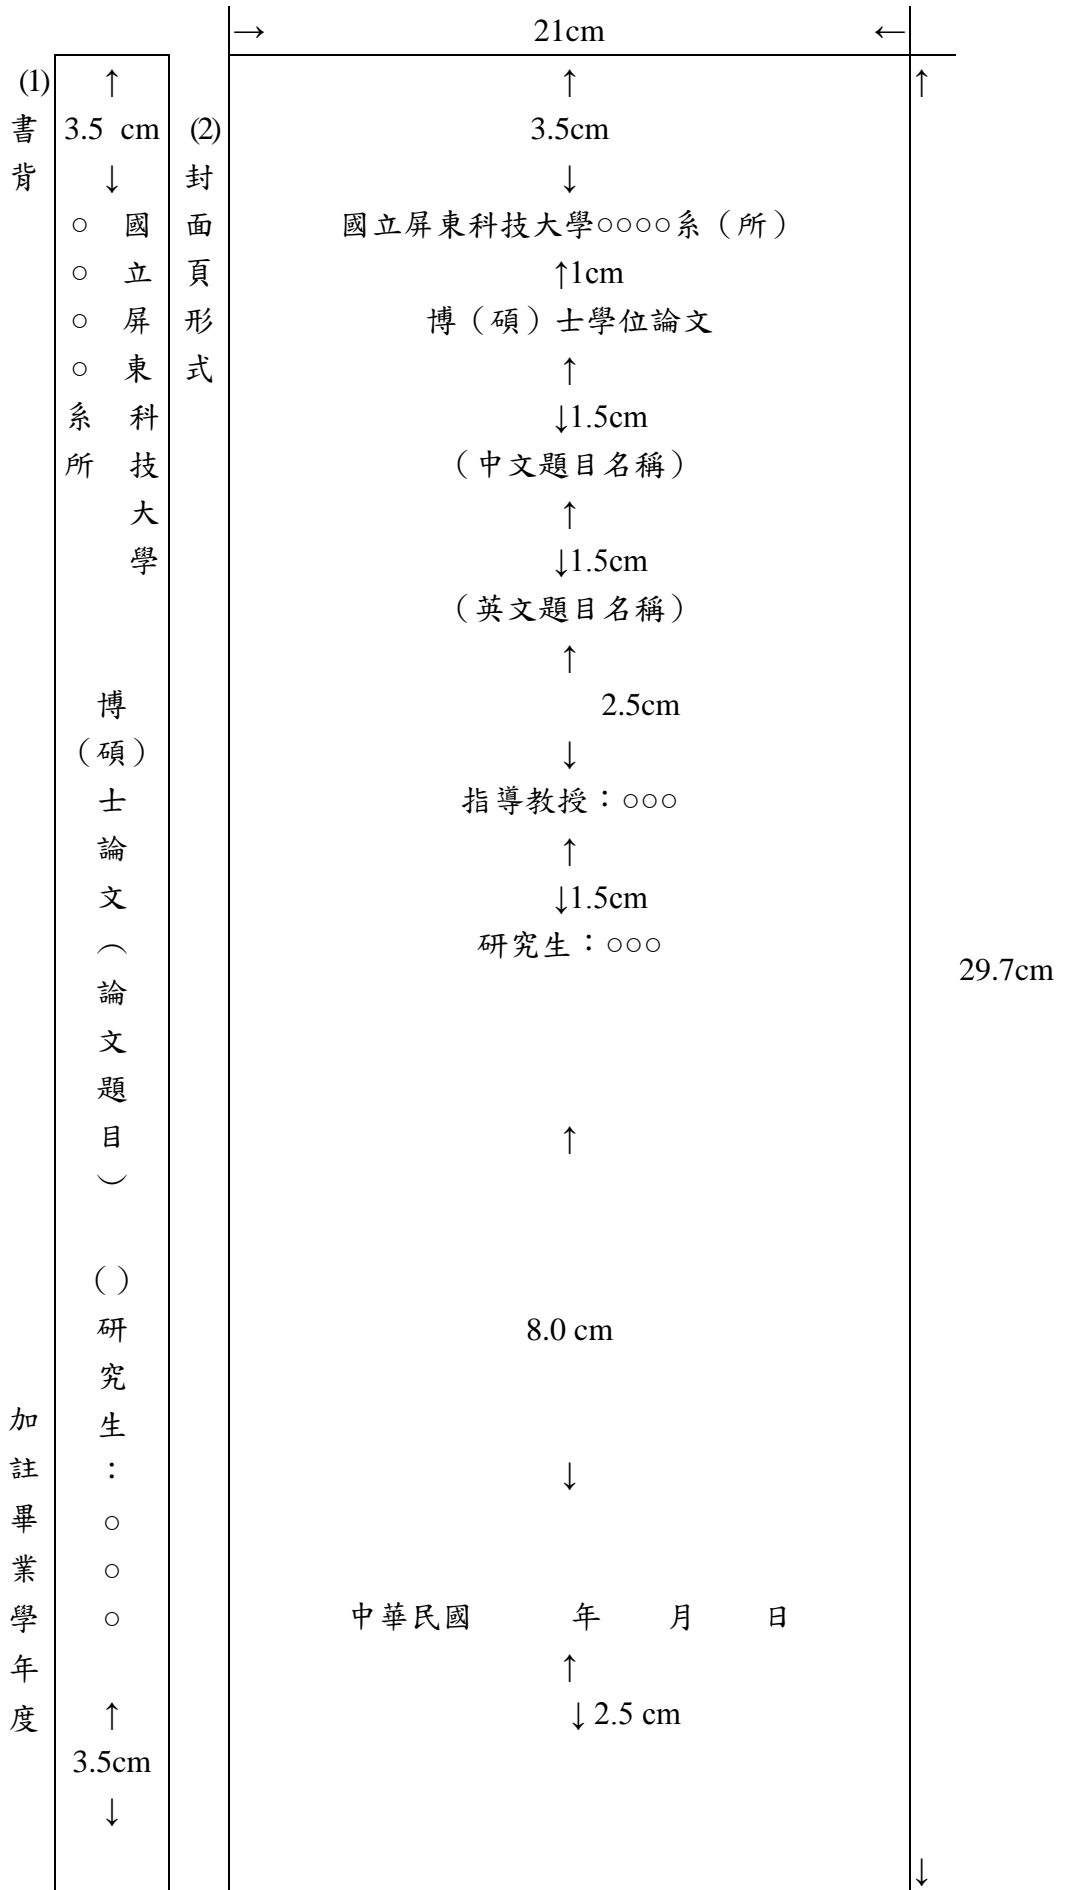 → 21cm ←
(1)書背
↑
3.5 cm
↓
國立屏東科技大學
○○○○系所
博(碩)士論文(論文題目)
( )研究生:○○○
↑
3.5cm
↓
加註畢業學年度
(2)封面頁形式
↑
3.5cm
↓
國立屏東科技大學○○○○系(所)
↑1cm
博(碩)士學位論文
↑
↓1.5cm
(中文題目名稱)
↑
↓1.5cm
(英文題目名稱)
↑
2.5cm
↓
指導教授:○○○
↑
↓1.5cm
研究生:○○○
↑
8.0 cm
↓
中華民國 年 月 日
↑
↓2.5 cm
↑
29.7cm
↓